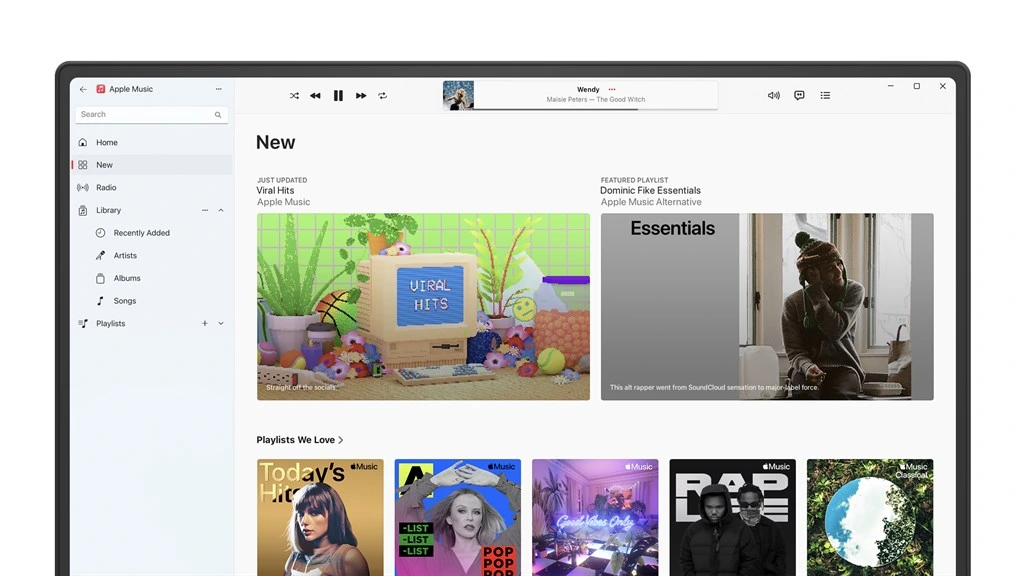 Apple Music
Search
Home
New
Radio
Library
Recently Added
Artists
Albums
Songs
Playlists
Wendy
Maisie Peters — The Good Witch
New
JUST UPDATED
Viral Hits
Apple Music
VIRAL
HITS
Straight off the socials.
FEATURED PLAYLIST
Dominic Fike Essentials
Apple Music Alternative
Essentials
This alt rapper went from SoundCloud sensation to major-label force.
Playlists We Love
Music
Today's
Hits
Music
A
-LIST
-LIST
-LIST
POP
POP
POP
Music
Good Vibes Only
Music
RAP
Music
Classical